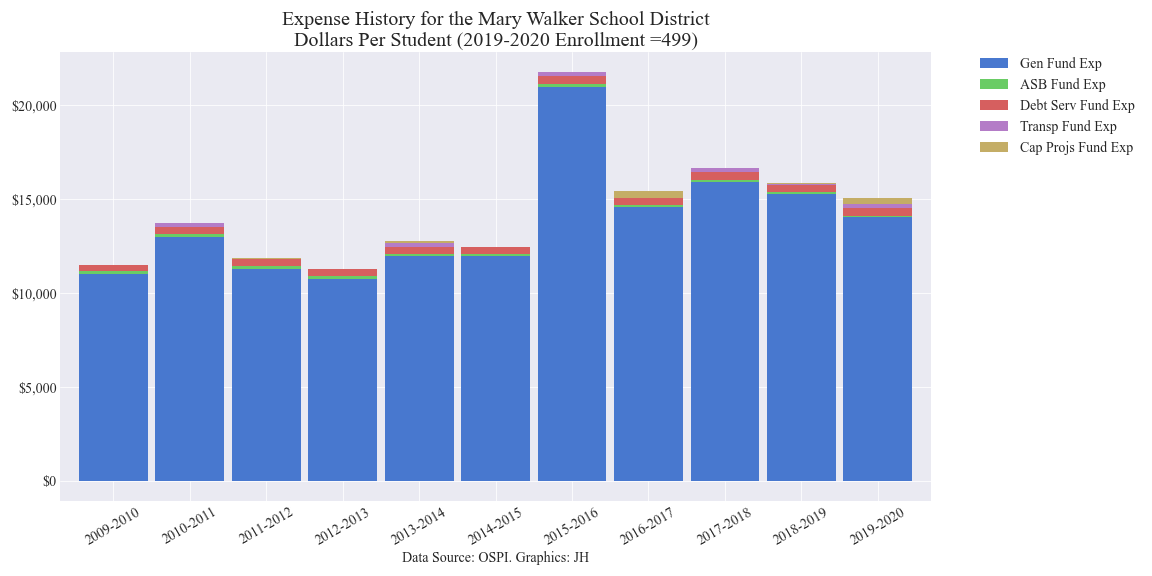 Expense History for the Mary Walker School District
Dollars Per Student (2019-2020 Enrollment =499)
Gen Fund Exp
ASB Fund Exp
Debt Serv Fund Exp
Transp Fund Exp
Cap Projs Fund Exp
$20,000
$15,000
$10,000
$5,000
$0
2009-2010
2010-2011
2011-2012
2012-2013
2013-2014
2014-2015
2015-2016
2016-2017
2017-2018
2018-2019
2019-2020
Data Source: OSPI. Graphics: JH